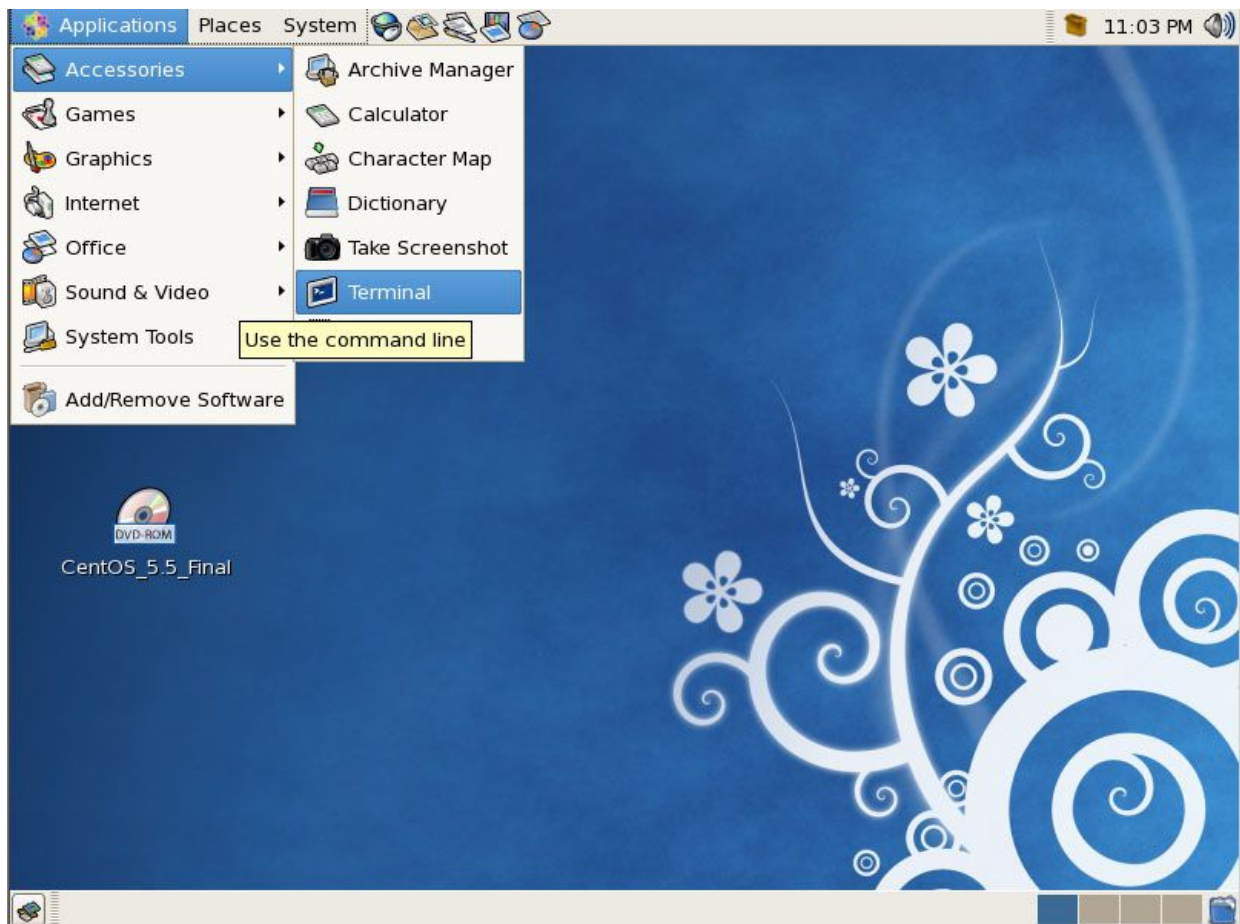 Applications Places System 11:03 PM
Accessories
Games
Graphics
Internet
Office
Sound & Video
System Tools
Add/Remove Software
Archive Manager
Calculator
Character Map
Dictionary
Take Screenshot
Terminal
Use the command line
DVD-ROM
CentOS_5.5_Final